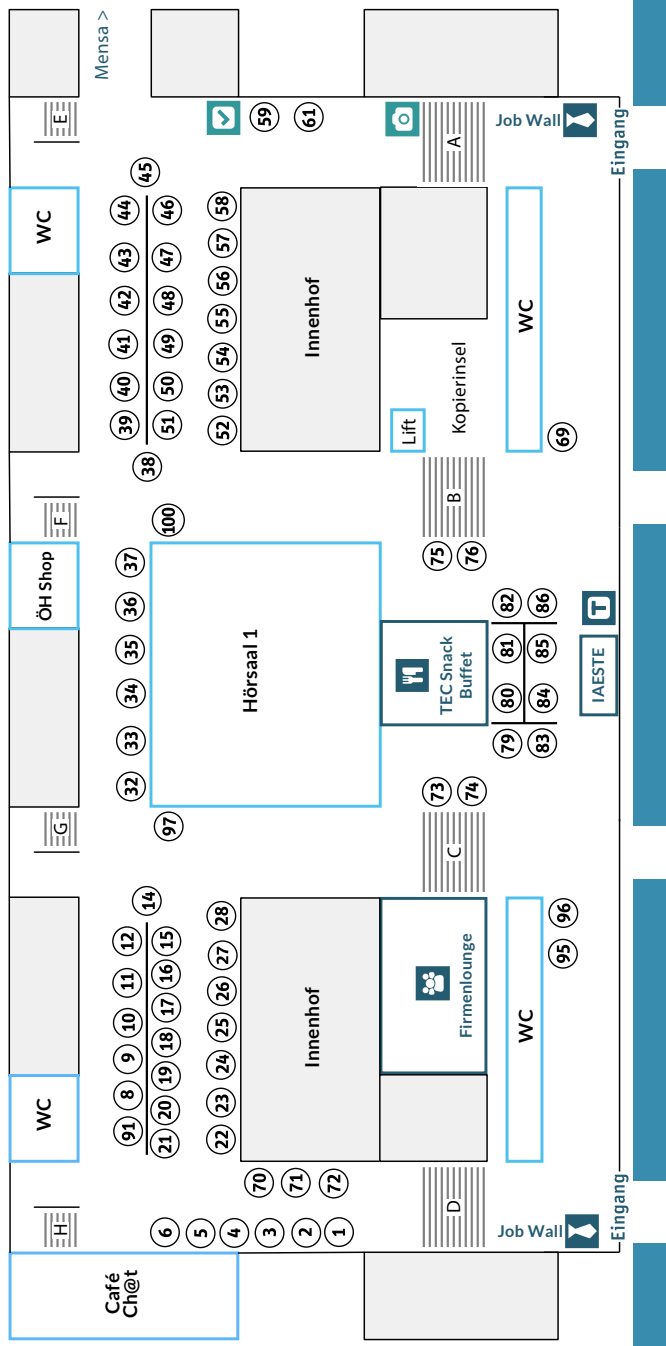 Café
Ch@t
H
WC
G
ÖH Shop
F
WC
E
Mensa >
91 8 9 10 11 12
32 33 34 35 36 37
39 40 41 42 43 44
14
38
45
6 5 4 3 2 1
21 20 19 18 17 16 15
97
100
51 50 49 48 47 46
22 23 24 25 26 27 28
52 53 54 55 56 57 58
70 71 72
59 61
Innenhof
Hörsaal 1
Innenhof
D
Firmenlounge
C
73 74
TEC Snack
Buffet
75 76
B
Lift
Kopierinsel
A
WC
79 80 81 82
83 84 85 86
WC
Job Wall
95 96
69
Job Wall
IAESTE
T
Eingang
Eingang